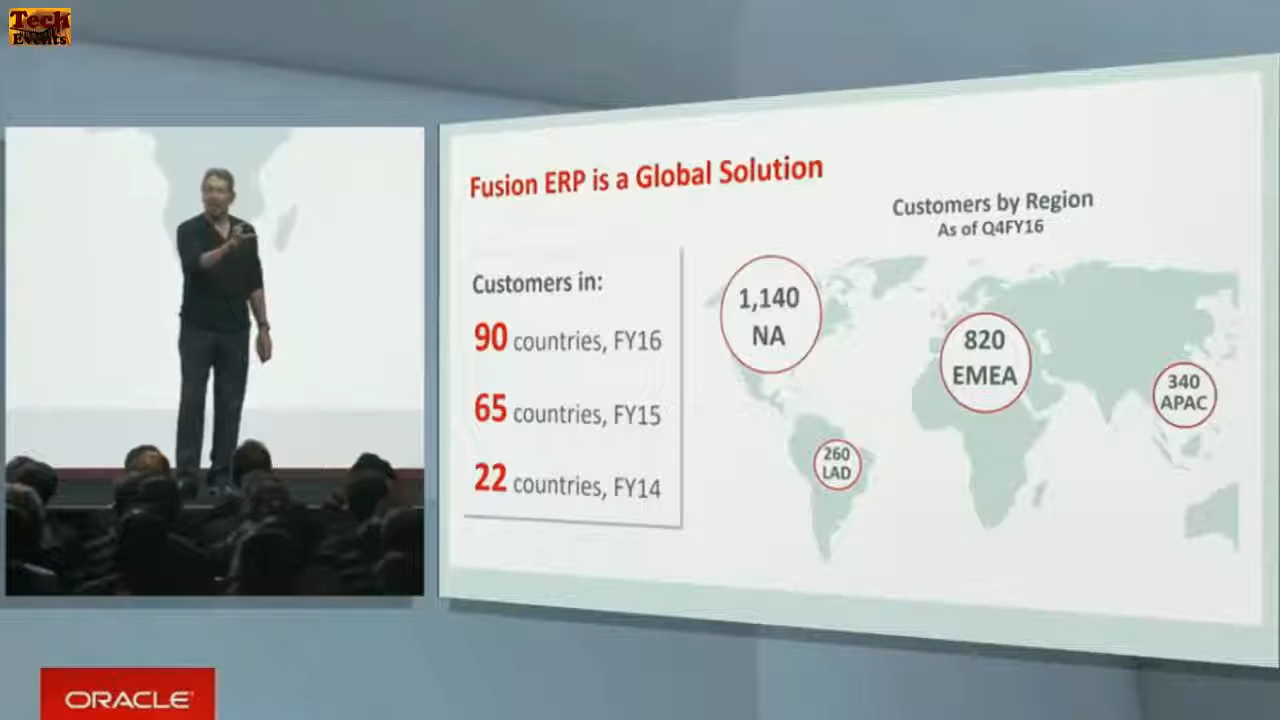 Tech
Events
Fusion ERP is a Global Solution
Customers in:
90 countries, FY16
65 countries, FY15
22 countries, FY14
Customers by Region
As of Q4FY16
1,140
NA
820
EMEA
340
APAC
260
LAD
ORACLE